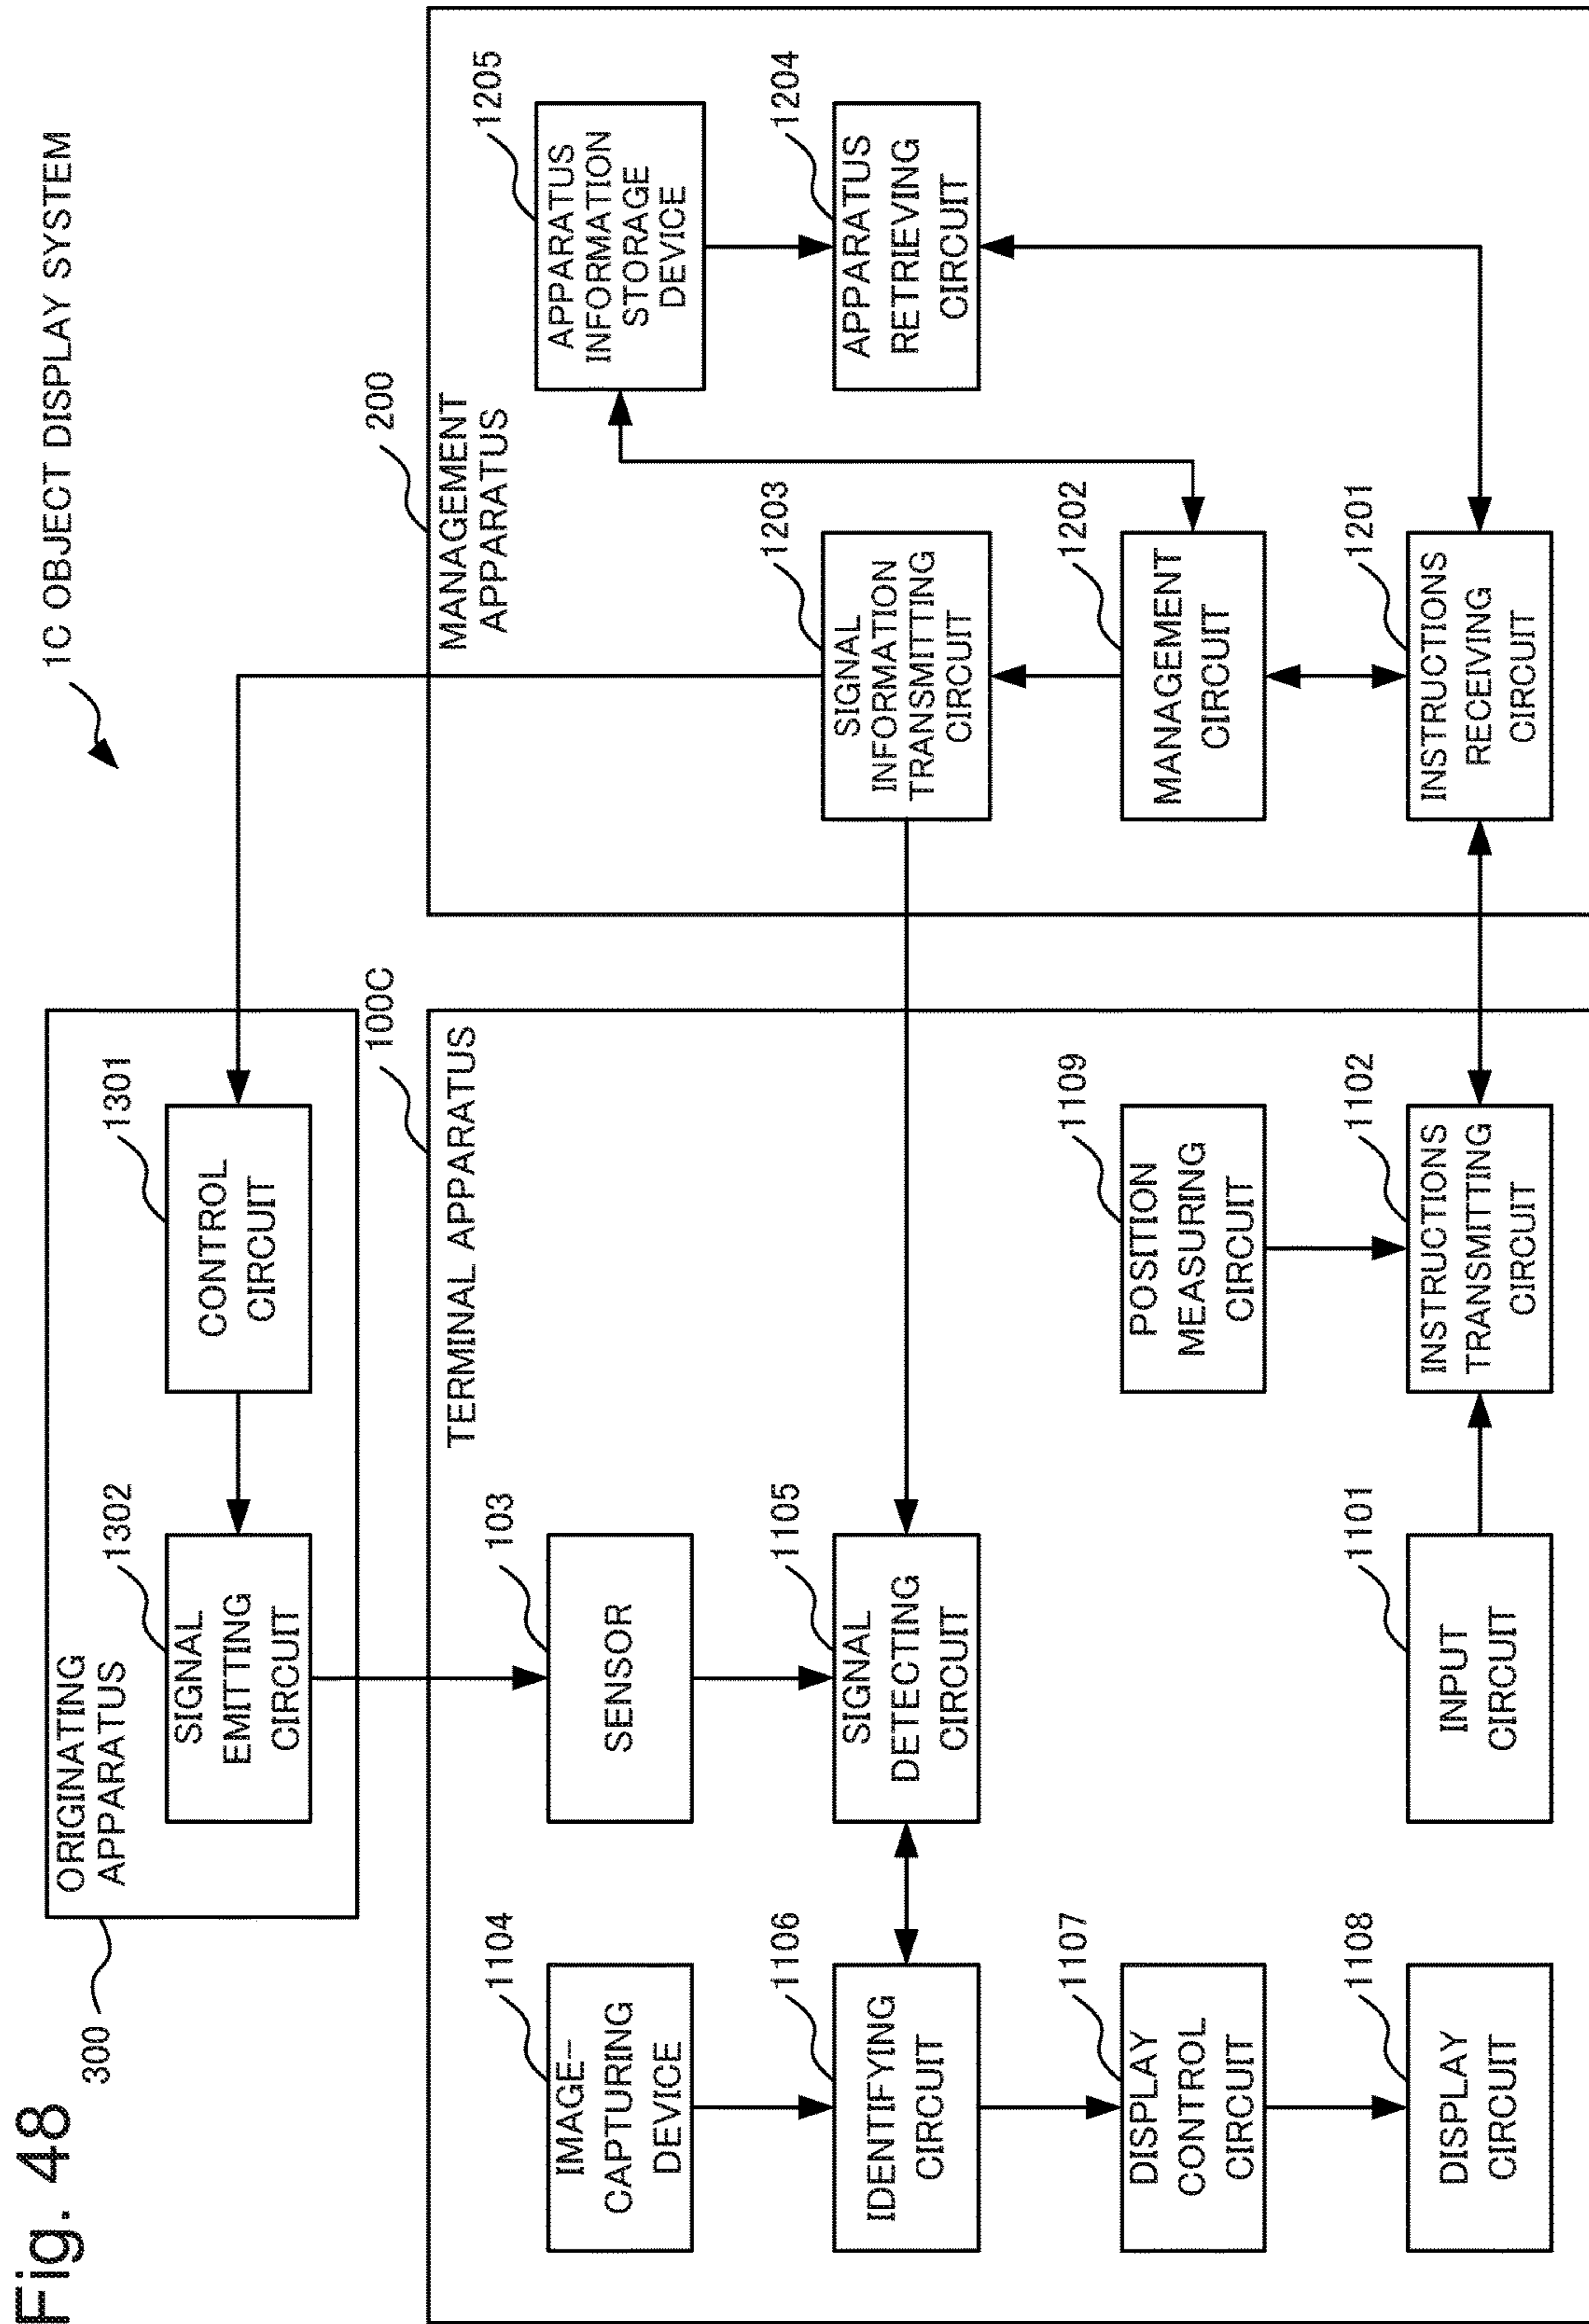 Fig. 48
1C OBJECT DISPLAY SYSTEM
300
ORIGINATING
APPARATUS
1302
SIGNAL
EMITTING
CIRCUIT
1301
CONTROL
CIRCUIT
100C
TERMINAL APPARATUS
1104
IMAGE-
CAPTURING
DEVICE
103
SENSOR
1106
IDENTIFYING
CIRCUIT
1105
SIGNAL
DETECTING
CIRCUIT
1107
DISPLAY
CONTROL
CIRCUIT
1109
POSITION
MEASURING
CIRCUIT
1108
DISPLAY
CIRCUIT
1101
INPUT
CIRCUIT
1102
INSTRUCTIONS
TRANSMITTING
CIRCUIT
200
MANAGEMENT
APPARATUS
1205
APPARATUS
INFORMATION
STORAGE
DEVICE
1203
SIGNAL
INFORMATION
TRANSMITTING
CIRCUIT
1204
APPARATUS
RETRIEVING
CIRCUIT
1202
MANAGEMENT
CIRCUIT
1201
INSTRUCTIONS
RECEIVING
CIRCUIT